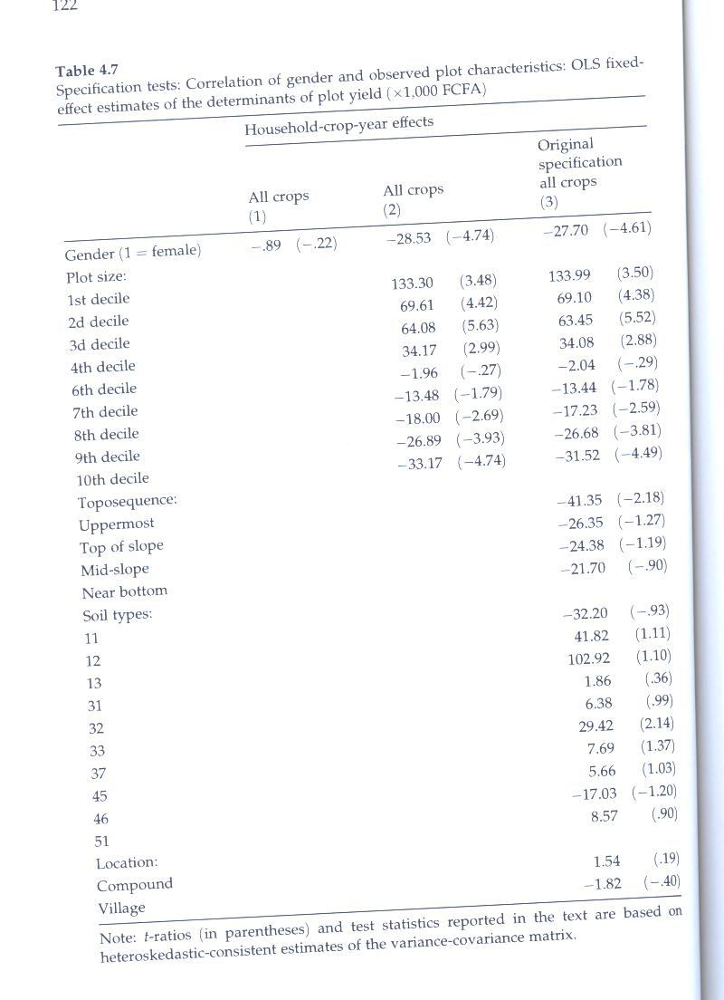 122
Table 4.7
Specification tests: Correlation of gender and observed plot characteristics: OLS fixed-
effect estimates of the determinants of plot yield (×1,000 FCFA)
Household-crop-year effects
Original
specification
All crops All crops all crops
(1) (2) (3)
Gender (1 = female) −.89 (−.22) −28.53 (−4.74) −27.70 (−4.61)
Plot size:
1st decile 133.30 (3.48) 133.99 (3.50)
2d decile 69.61 (4.42) 69.10 (4.38)
3d decile 64.08 (5.63) 63.45 (5.52)
4th decile 34.17 (2.99) 34.08 (2.88)
6th decile −1.96 (−.27) −2.04 (−.29)
7th decile −13.48 (−1.79) −13.44 (−1.78)
8th decile −18.00 (−2.69) −17.23 (−2.59)
9th decile −26.89 (−3.93) −26.68 (−3.81)
10th decile −33.17 (−4.74) −31.52 (−4.49)
Toposequence:
Uppermost −41.35 (−2.18)
Top of slope −26.35 (−1.27)
Mid-slope −24.38 (−1.19)
Near bottom −21.70 (−.90)
Soil types:
11 −32.20 (−.93)
12 41.82 (1.11)
13 102.92 (1.10)
31 1.86 (.36)
32 6.38 (.99)
33 29.42 (2.14)
37 7.69 (1.37)
45 5.66 (1.03)
46 −17.03 (−1.20)
51 8.57 (.90)
Location:
Compound 1.54 (.19)
Village −1.82 (−.40)
Note: t-ratios (in parentheses) and test statistics reported in the text are based on
heteroskedastic-consistent estimates of the variance-covariance matrix.